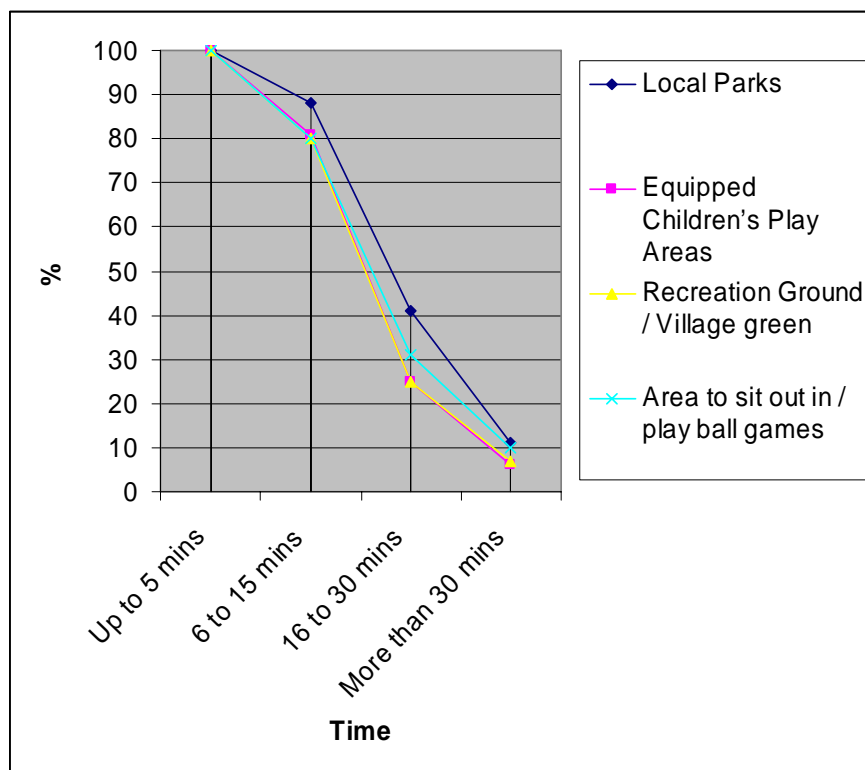 100
90
80
70
60
50
40
30
20
10
0
%
Up to 5 mins
6 to 15 mins
16 to 30 mins
More than 30 mins
Time
Local Parks
Equipped
Children's Play
Areas
Recreation Ground
/ Village green
Area to sit out in /
play ball games